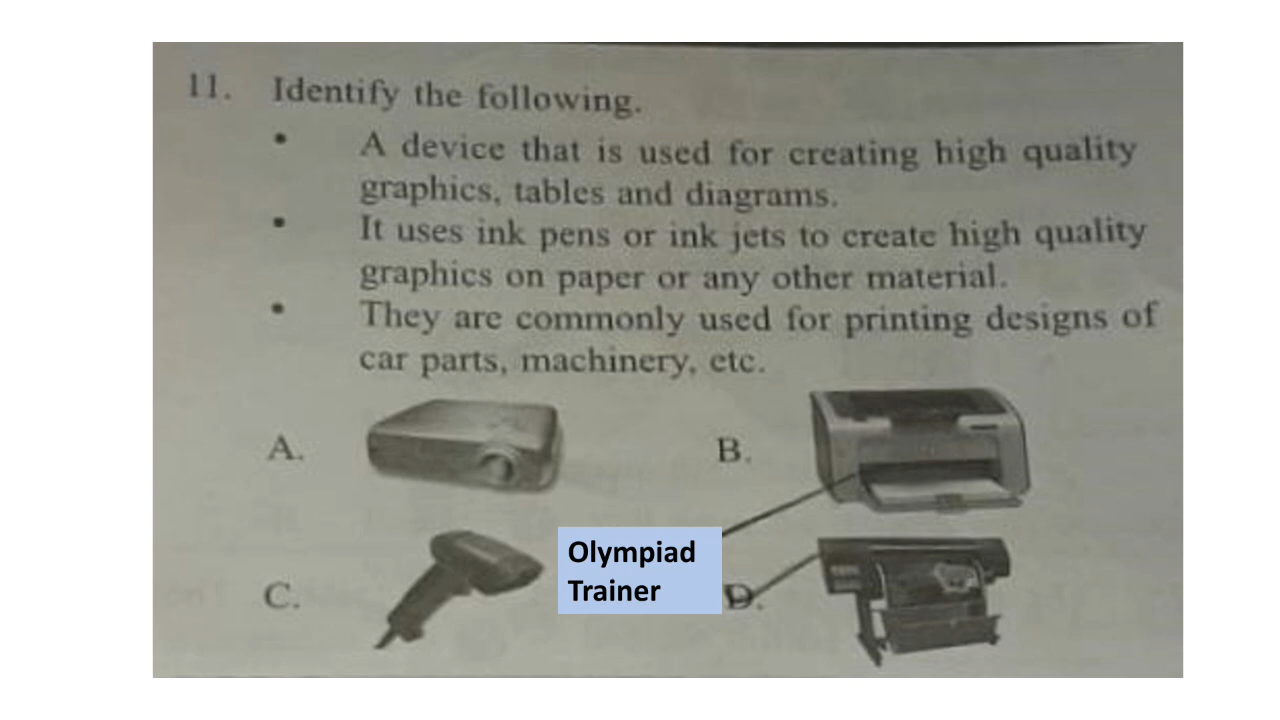 11. Identify the following.
• A device that is used for creating high quality
graphics, tables and diagrams.
• It uses ink pens or ink jets to create high quality
graphics on paper or any other material.
• They are commonly used for printing designs of
car parts, machinery, etc.
A. B.
Olympiad
Trainer
C. D.